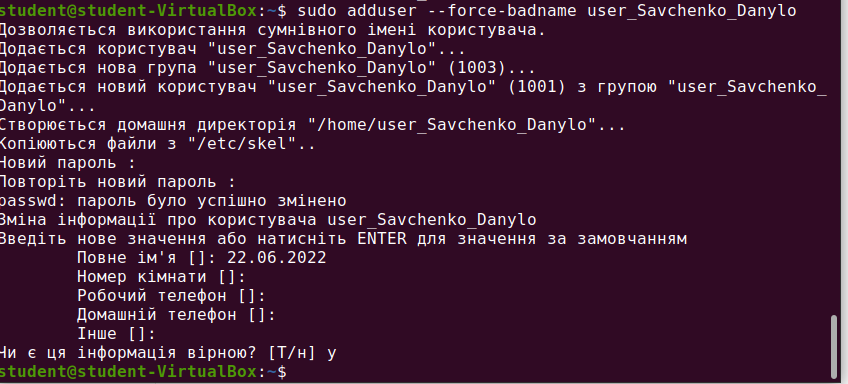 student@student-VirtualBox:~$ sudo adduser --force-badname user_Savchenko_Danylo
Дозволяється використання сумнівного імені користувача.
Додається користувач "user_Savchenko_Danylo"...
Додається нова група "user_Savchenko_Danylo" (1003)...
Додається новий користувач "user_Savchenko_Danylo" (1001) з групою "user_Savchenko_
Danylo"...
Створюється домашня директорія "/home/user_Savchenko_Danylo"...
Копіюються файли з "/etc/skel"..
Новий пароль :
Повторіть новий пароль :
passwd: пароль було успішно змінено
Зміна інформації про користувача user_Savchenko_Danylo
Введіть нове значення або натисніть ENTER для значення за замовчанням
Повне ім'я []: 22.06.2022
Номер кімнати []:
Робочий телефон []:
Домашній телефон []:
Інше []:
Чи є ця інформація вірною? [Т/н] y
student@student-VirtualBox:~$